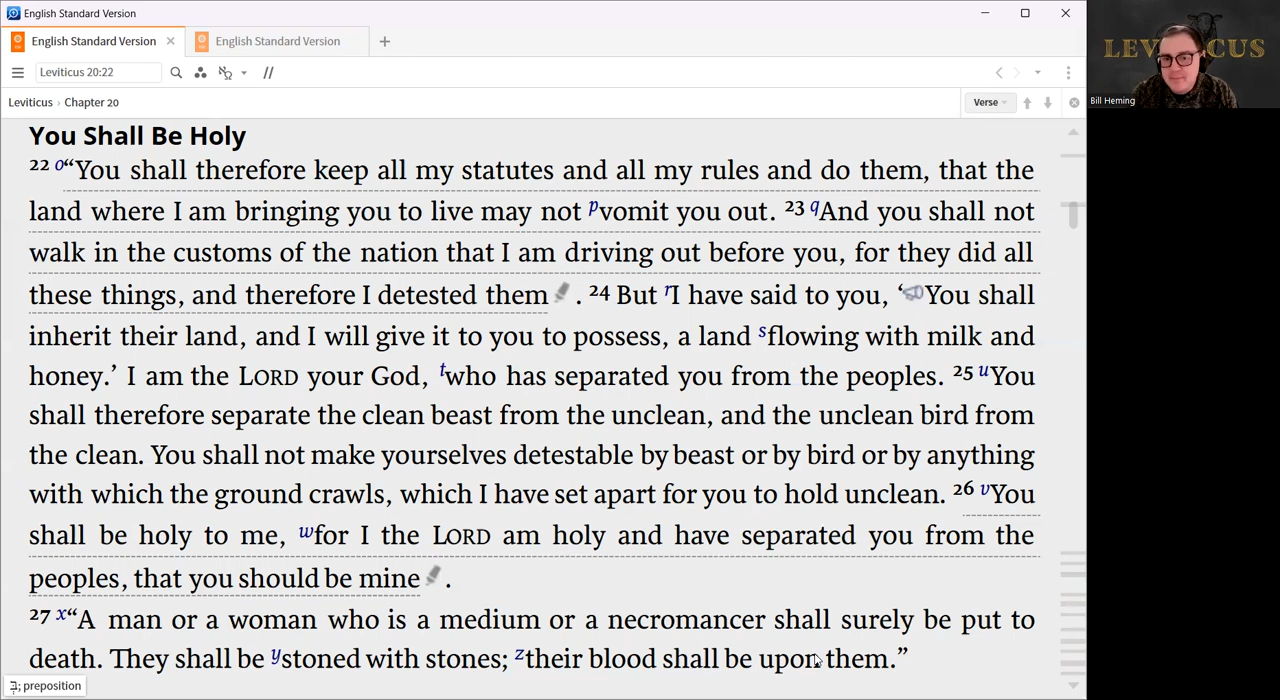 English Standard Version
English Standard Version
English Standard Version
Leviticus 20:22
Leviticus › Chapter 20
Verse
You Shall Be Holy
22 o“You shall therefore keep all my statutes and all my rules and do them, that the
land where I am bringing you to live may not pvomit you out. 23 qAnd you shall not
walk in the customs of the nation that I am driving out before you, for they did all
these things, and therefore I detested them. 24 But rI have said to you, ‘You shall
inherit their land, and I will give it to you to possess, a land sflowing with milk and
honey.’ I am the LORD your God, twho has separated you from the peoples. 25 uYou
shall therefore separate the clean beast from the unclean, and the unclean bird from
the clean. You shall not make yourselves detestable by beast or by bird or by anything
with which the ground crawls, which I have set apart for you to hold unclean. 26 vYou
shall be holy to me, wfor I the LORD am holy and have separated you from the
peoples, that you should be mine.
27 x“A man or a woman who is a medium or a necromancer shall surely be put to
death. They shall be ystoned with stones; ztheir blood shall be upon them.”
ב; preposition
LEV CUS
Bill Heming